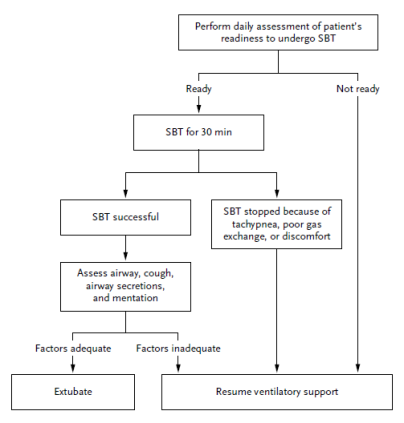 Perform daily assessment of patient's
readiness to undergo SBT
Ready
Not ready
SBT for 30 min
SBT successful
SBT stopped because of
tachypnea, poor gas
exchange, or discomfort
Assess airway, cough,
airway secretions,
and mentation
Factors adequate
Factors inadequate
Extubate
Resume ventilatory support